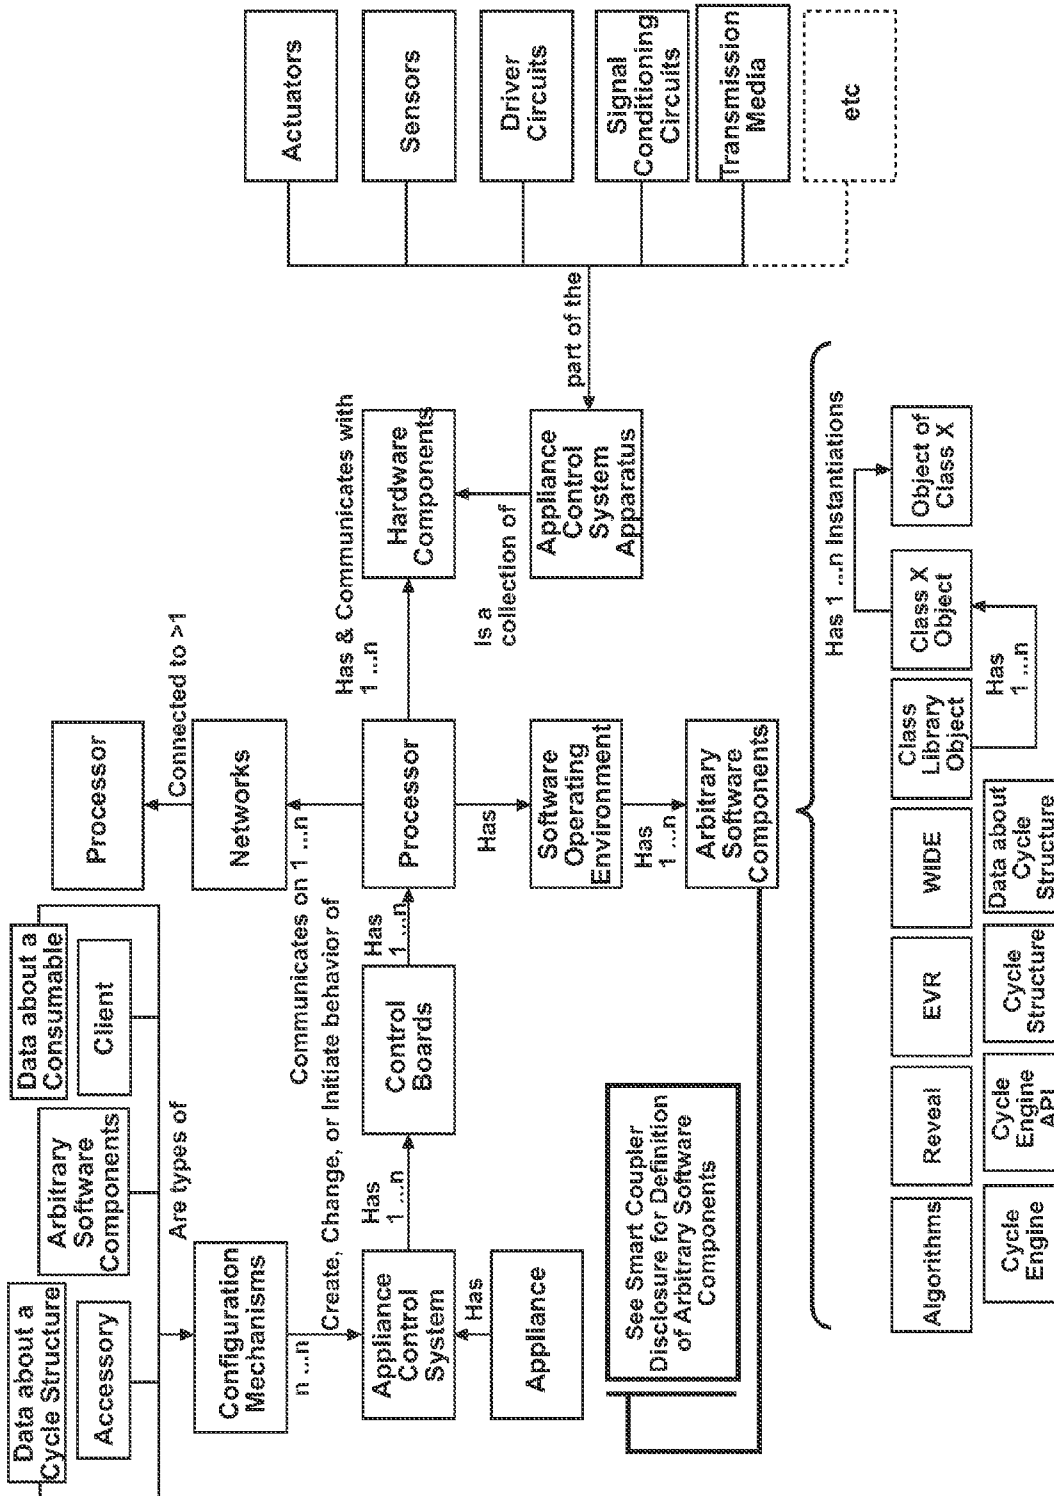 Data about a
Cycle Structure
Accessory
Arbitrary
Software
Components
Data about a
Consumable
Client
Are types of
Configuration
Mechanisms
n ...n
Create, Change, or Initiate behavior of
Communicates on 1 ...n
Processor
Connected to >1
Networks
Appliance
Control
System
Has
1 ...n
Control
Boards
Has
1 ...n
Processor
Has & Communicates with
1 ...n
Hardware
Components
Has
Appliance
Has
Software
Operating
Environment
Has
1 ...n
Arbitrary
Software
Components
Is a
collection of
Appliance
Control
System
Apparatus
part of the
Actuators
Sensors
Driver
Circuits
Signal
Conditioning
Circuits
Transmission
Media
etc
See Smart Coupler
Disclosure for Definition
of Arbitrary Software
Components
Has 1 ...n Instantiations
Algorithms
Reveal
EVR
WIDE
Class
Library
Object
Class X
Object
Object of
Class X
Has
1 ...n
Cycle
Engine
Cycle
Engine
API
Cycle
Structure
Data about
Cycle
Structure